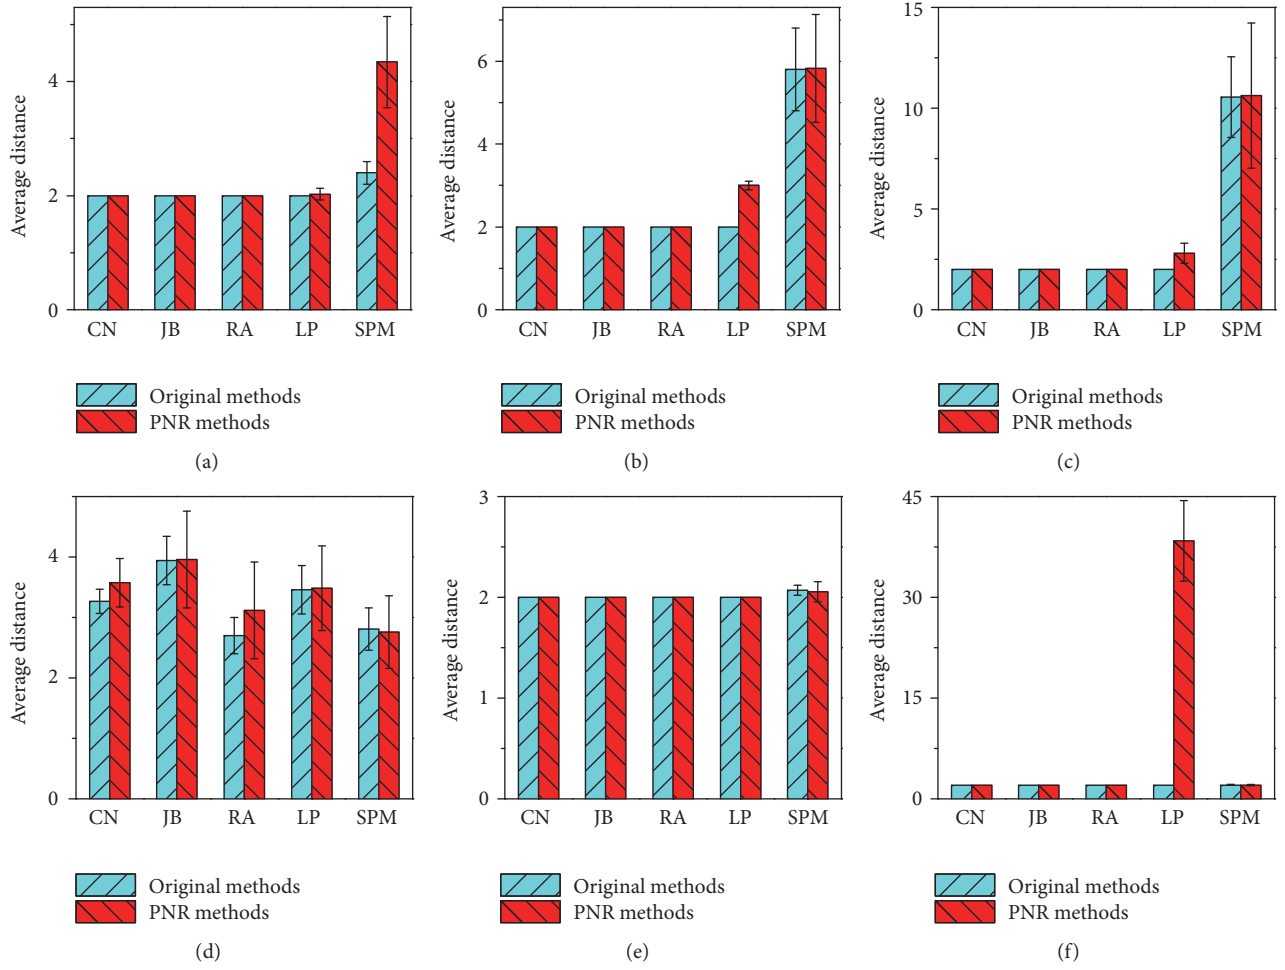 Average distance
4
2
0
CN JB RA LP SPM
Original methods
PNR methods
(a)
Average distance
6
4
2
0
CN JB RA LP SPM
Original methods
PNR methods
(b)
Average distance
15
10
5
0
CN JB RA LP SPM
Original methods
PNR methods
(c)
Average distance
4
2
0
CN JB RA LP SPM
Original methods
PNR methods
(d)
Average distance
3
2
1
0
CN JB RA LP SPM
Original methods
PNR methods
(e)
Average distance
45
30
15
0
CN JB RA LP SPM
Original methods
PNR methods
(f)